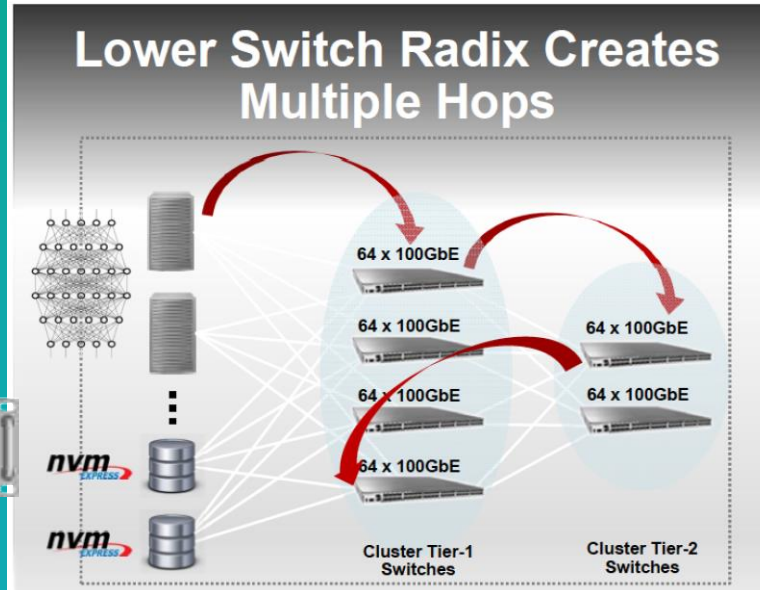 Lower Switch Radix Creates
Multiple Hops
64 x 100GbE
64 x 100GbE
64 x 100GbE
64 x 100GbE
64 x 100GbE
64 x 100GbE
nvm
EXPRESS
nvm
EXPRESS
Cluster Tier-1
Switches
Cluster Tier-2
Switches